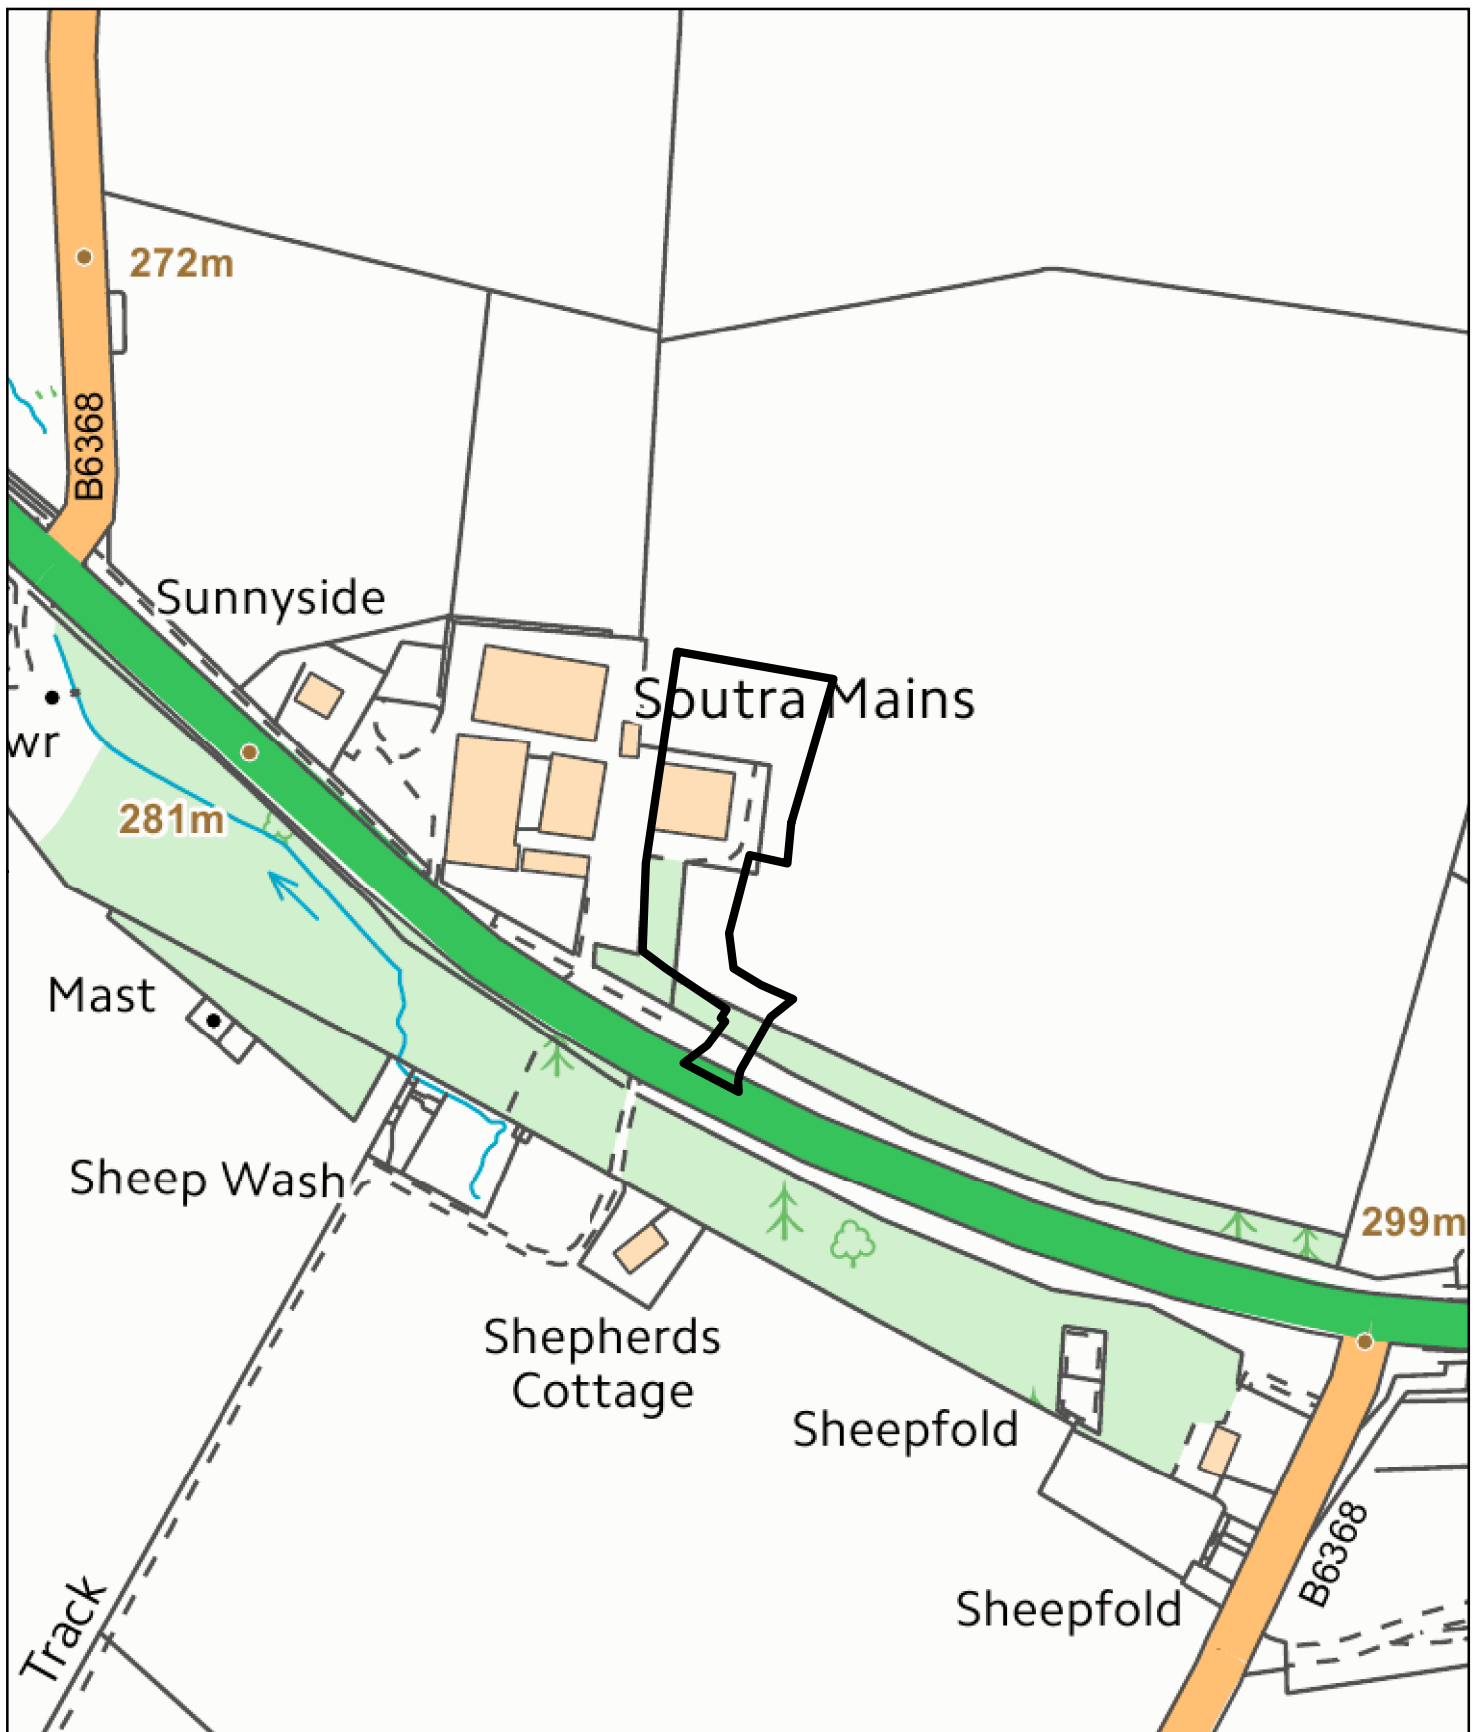 272m
B6368
Sunnyside
Soutra Mains
wr
281m
Mast
Sheep Wash
299m
Shepherds
Cottage
Sheepfold
B6368
Sheepfold
Track